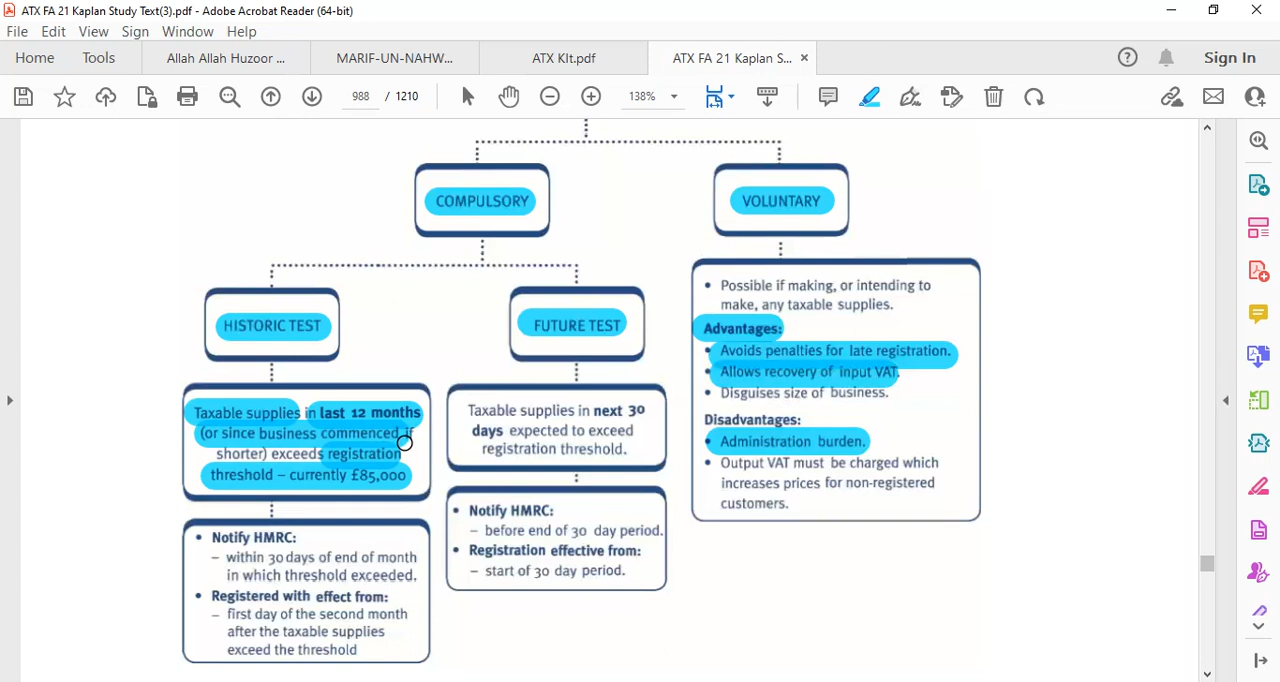 ATX FA 21 Kaplan Study Text(3).pdf - Adobe Acrobat Reader (64-bit)
File Edit View Sign Window Help
Home Tools Allah Allah Huzoor ... MARIF-UN-NAHW... ATX KIt.pdf ATX FA 21 Kaplan S... × Sign In
988 / 1210 138%
COMPULSORY
VOLUNTARY
HISTORIC TEST
FUTURE TEST
Taxable supplies in last 12 months
(or since business commenced if
shorter) exceeds registration
threshold – currently £85,000
• Notify HMRC:
– within 30 days of end of month
in which threshold exceeded.
• Registered with effect from:
– first day of the second month
after the taxable supplies
exceed the threshold
Taxable supplies in next 30
days expected to exceed
registration threshold.
• Notify HMRC:
– before end of 30 day period.
• Registration effective from:
– start of 30 day period.
• Possible if making, or intending to
make, any taxable supplies.
Advantages:
• Avoids penalties for late registration.
• Allows recovery of input VAT.
• Disguises size of business.
Disadvantages:
• Administration burden.
• Output VAT must be charged which
increases prices for non-registered
customers.